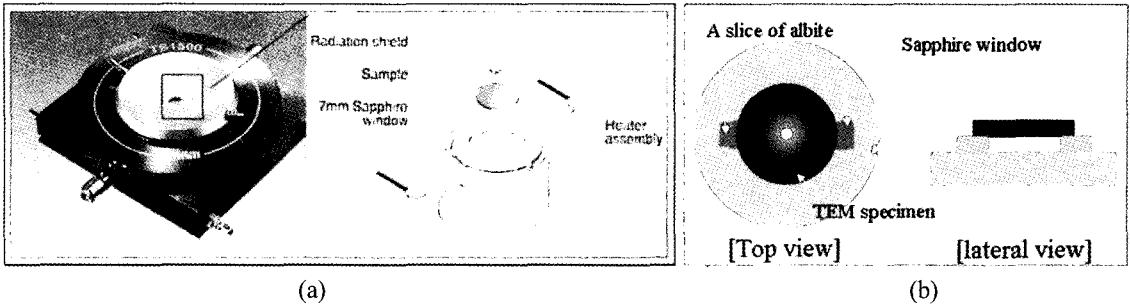 TS1500
Radiation shield
Sample
7mm Sapphire
window
Heater
assembly
A slice of albite
TEM specimen
[Top view]
Sapphire window
[lateral view]
(a)
(b)